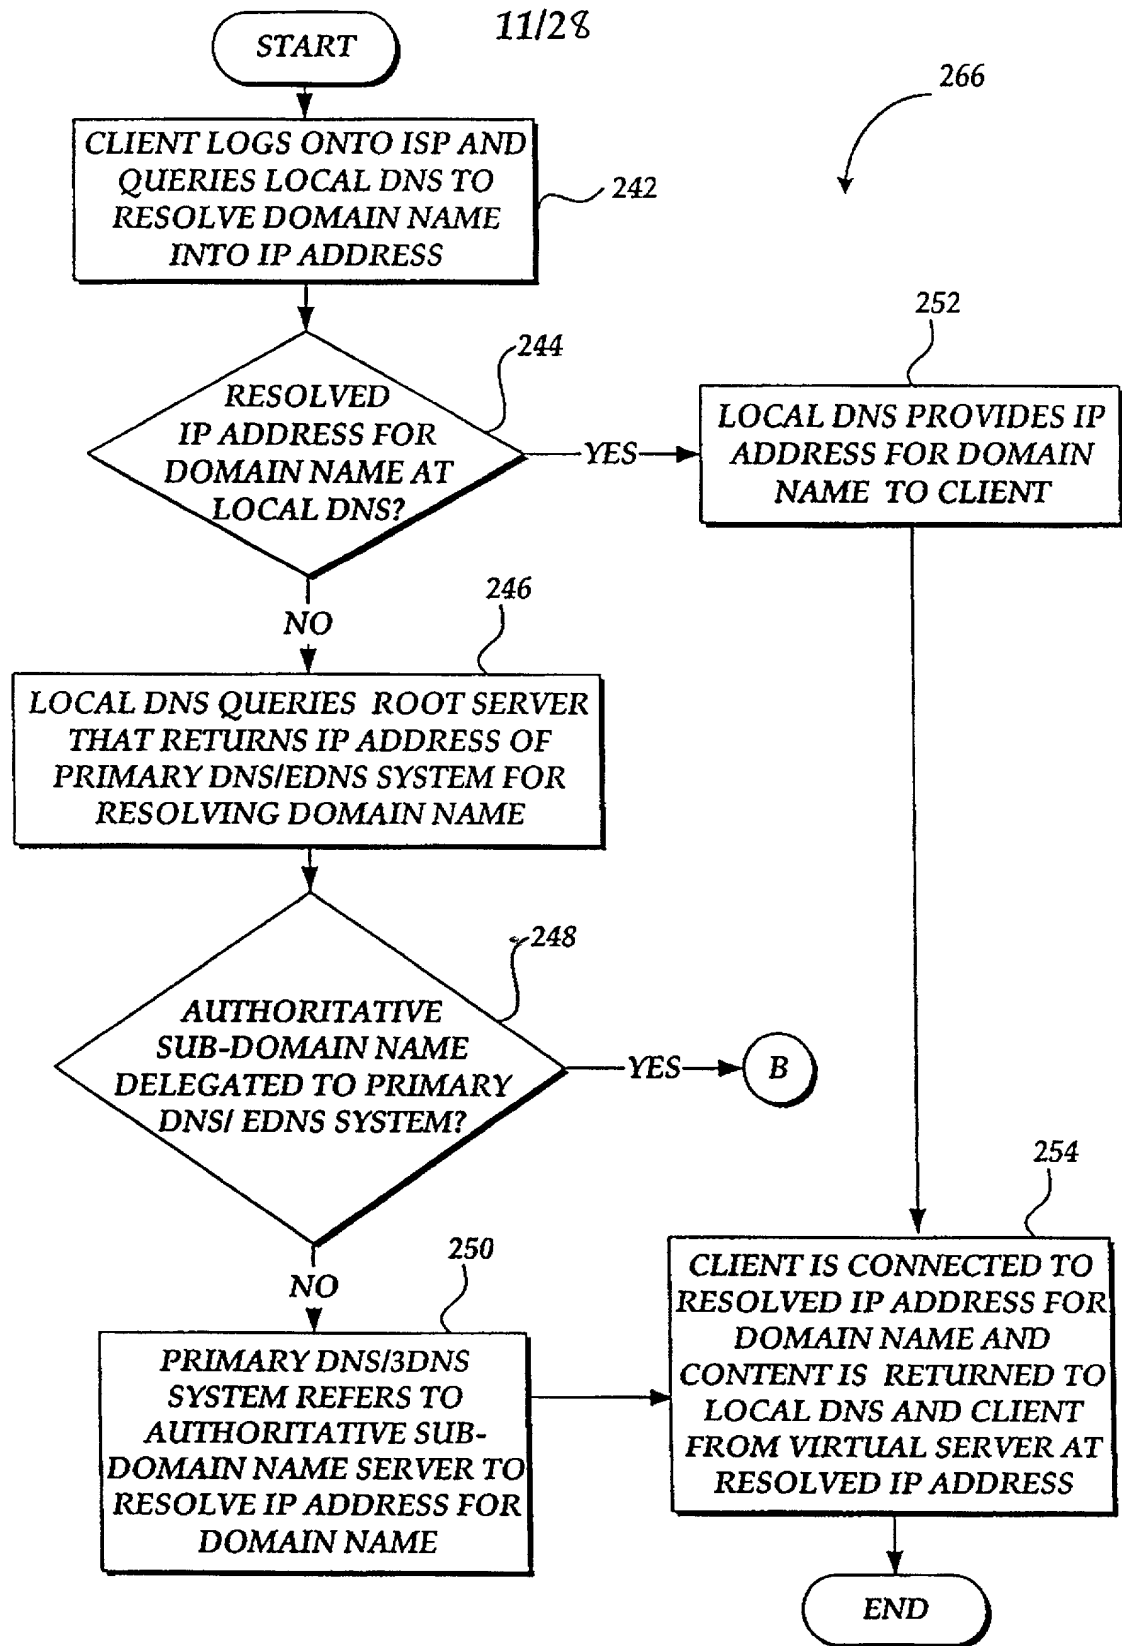 11/28
START
266
CLIENT LOGS ONTO ISP AND
QUERIES LOCAL DNS TO
RESOLVE DOMAIN NAME
INTO IP ADDRESS
242
244
RESOLVED
IP ADDRESS FOR
DOMAIN NAME AT
LOCAL DNS?
YES
252
LOCAL DNS PROVIDES IP
ADDRESS FOR DOMAIN
NAME TO CLIENT
NO
246
LOCAL DNS QUERIES ROOT SERVER
THAT RETURNS IP ADDRESS OF
PRIMARY DNS/EDNS SYSTEM FOR
RESOLVING DOMAIN NAME
248
AUTHORITATIVE
SUB-DOMAIN NAME
DELEGATED TO PRIMARY
DNS/ EDNS SYSTEM?
YES
B
NO
250
PRIMARY DNS/3DNS
SYSTEM REFERS TO
AUTHORITATIVE SUB-
DOMAIN NAME SERVER TO
RESOLVE IP ADDRESS FOR
DOMAIN NAME
254
CLIENT IS CONNECTED TO
RESOLVED IP ADDRESS FOR
DOMAIN NAME AND
CONTENT IS RETURNED TO
LOCAL DNS AND CLIENT
FROM VIRTUAL SERVER AT
RESOLVED IP ADDRESS
END